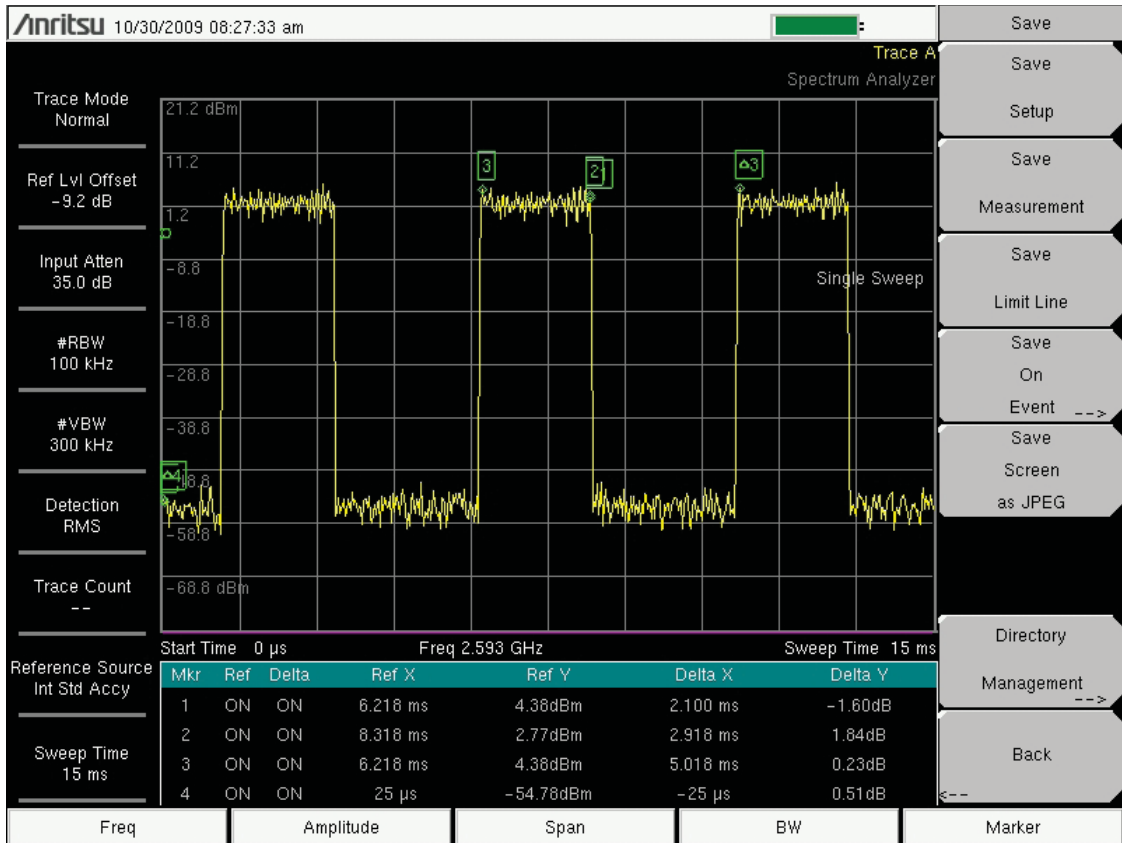 Anritsu 10/30/2009 08:27:33 am
Trace A
Spectrum Analyzer
Trace Mode
Normal
Ref Lvl Offset
-9.2 dB
Input Atten
35.0 dB
#RBW
100 kHz
#VBW
300 kHz
Detection
RMS
Trace Count
--
Reference Source
Int Std Accy
Sweep Time
15 ms
21.2 dBm
11.2
1.2
-8.8
-18.8
-28.8
-38.8
-58.8
-68.8 dBm
3
2
Δ3
Δ4
Single Sweep
Start Time 0 µs Freq 2.593 GHz Sweep Time 15 ms
Mkr Ref Delta Ref X Ref Y Delta X Delta Y
1 ON ON 6.218 ms 4.38dBm 2.100 ms -1.60dB
2 ON ON 8.318 ms 2.77dBm 2.918 ms 1.84dB
3 ON ON 6.218 ms 4.38dBm 5.018 ms 0.23dB
4 ON ON 25 µs -54.78dBm -25 µs 0.51dB
Save
Save
Setup
Save
Measurement
Save
Limit Line
Save
On
Event -->
Save
Screen
as JPEG
Directory
Management
-->
Back
<--
Freq Amplitude Span BW Marker